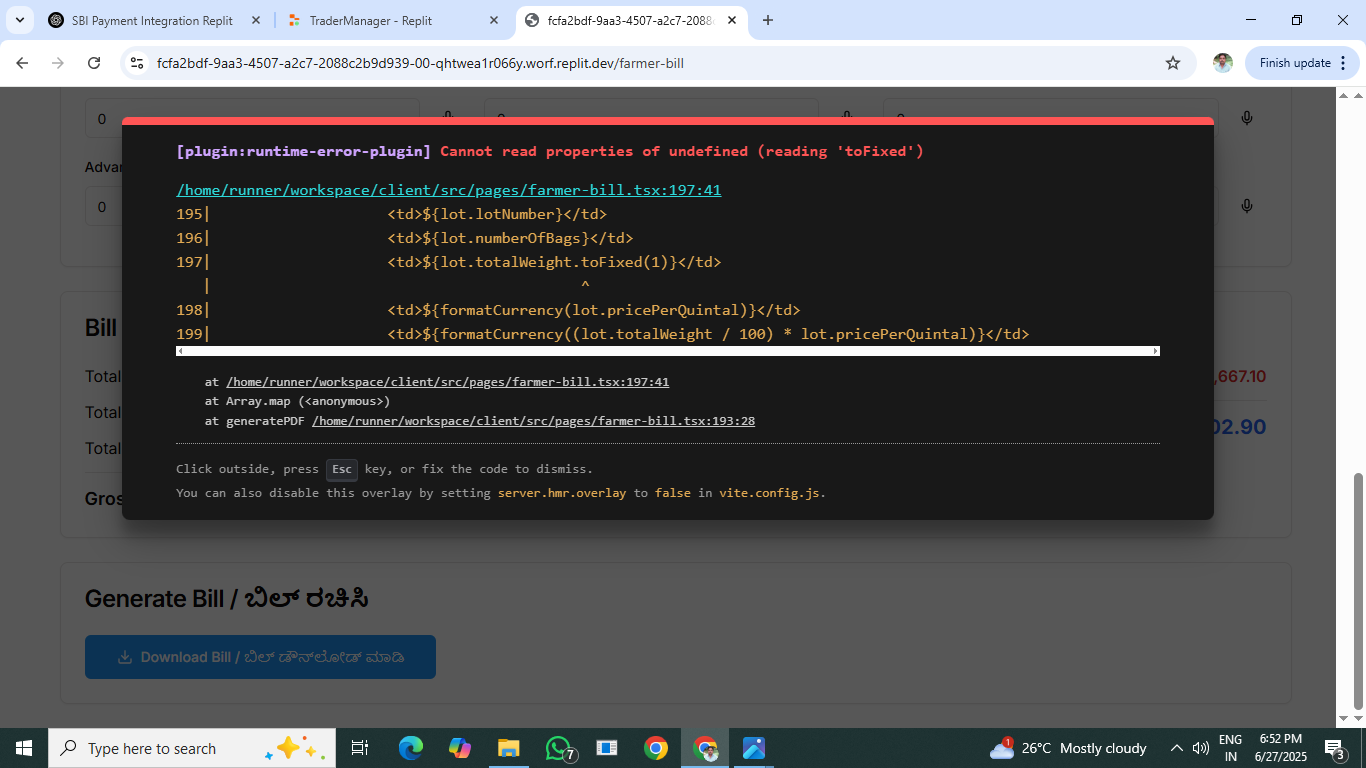 SBI Payment Integration Replit
TraderManager - Replit
fcfa2bdf-9aa3-4507-a2c7-2088
fcfa2bdf-9aa3-4507-a2c7-2088c2b9d939-00-qhtwea1r066y.worf.replit.dev/farmer-bill
Finish update
0
Advan
0
[plugin:runtime-error-plugin] Cannot read properties of undefined (reading 'toFixed')
/home/runner/workspace/client/src/pages/farmer-bill.tsx:197:41
195| <td>${lot.lotNumber}</td>
196| <td>${lot.numberOfBags}</td>
197| <td>${lot.totalWeight.toFixed(1)}</td>
| ^
198| <td>${formatCurrency(lot.pricePerQuintal)}</td>
199| <td>${formatCurrency((lot.totalWeight / 100) * lot.pricePerQuintal)}</td>
at /home/runner/workspace/client/src/pages/farmer-bill.tsx:197:41
at Array.map (<anonymous>)
at generatePDF /home/runner/workspace/client/src/pages/farmer-bill.tsx:193:28
Click outside, press Esc key, or fix the code to dismiss.
You can also disable this overlay by setting server.hmr.overlay to false in vite.config.js.
Bill
Total
,667.10
Total
02.90
Total
Gros
Generate Bill / ಬಿಲ್ ರಚಿಸಿ
Download Bill / ಬಿಲ್ ಡೌನ್‌ಲೋಡ್ ಮಾಡಿ
Type here to search
7
1
26°C Mostly cloudy
ENG
IN
6:52 PM
6/27/2025
3